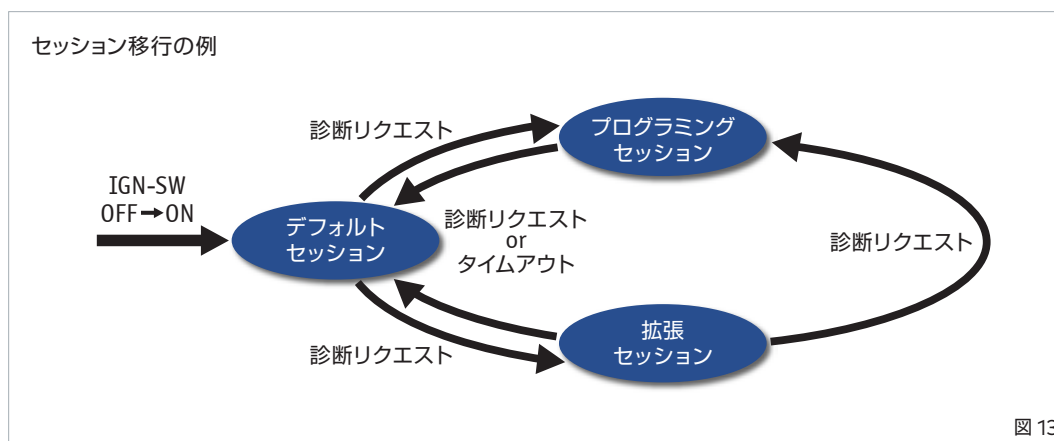 セッション移行の例
診断リクエスト
プログラミング
セッション
IGN-SW
OFF→ON
デフォルト
セッション
診断リクエスト
or
タイムアウト
診断リクエスト
拡張
セッション
診断リクエスト
図 13